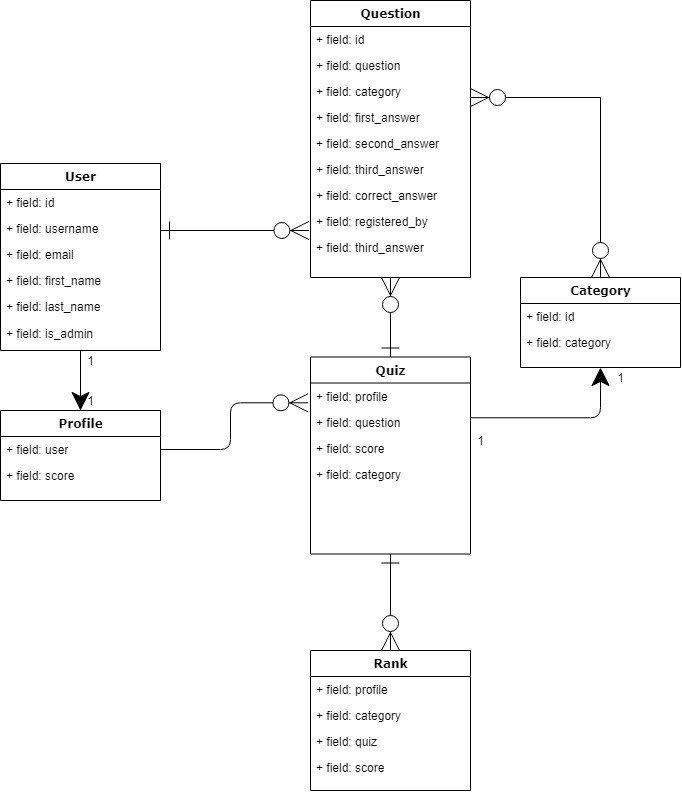 Question
+ field: id
+ field: question
+ field: category
+ field: first_answer
+ field: second_answer
+ field: third_answer
+ field: correct_answer
+ field: registered_by
+ field: third_answer
User
+ field: id
+ field: username
+ field: email
+ field: first_name
+ field: last_name
+ field: is_admin
1
1
Category
+ field: id
+ field: category
1
Profile
+ field: user
+ field: score
Quiz
+ field: profile
+ field: question
+ field: score
+ field: category
1
Rank
+ field: profile
+ field: category
+ field: quiz
+ field: score